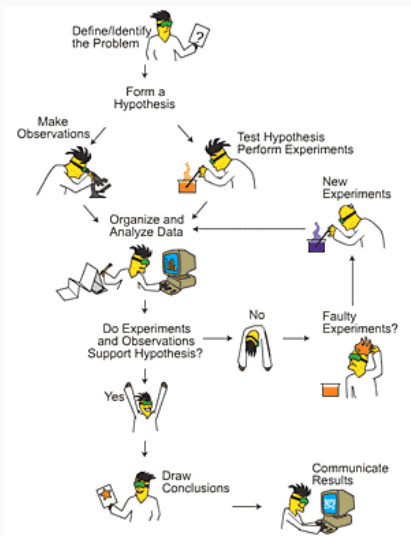 Define/Identify
the Problem
?
Form a
Hypothesis
Make
Observations
Test Hypothesis
Perform Experiments
New
Experiments
Organize and
Analyze Data
Do Experiments
and Observations
Support Hypothesis?
No
Faulty
Experiments?
Yes
Draw
Conclusions
Communicate
Results